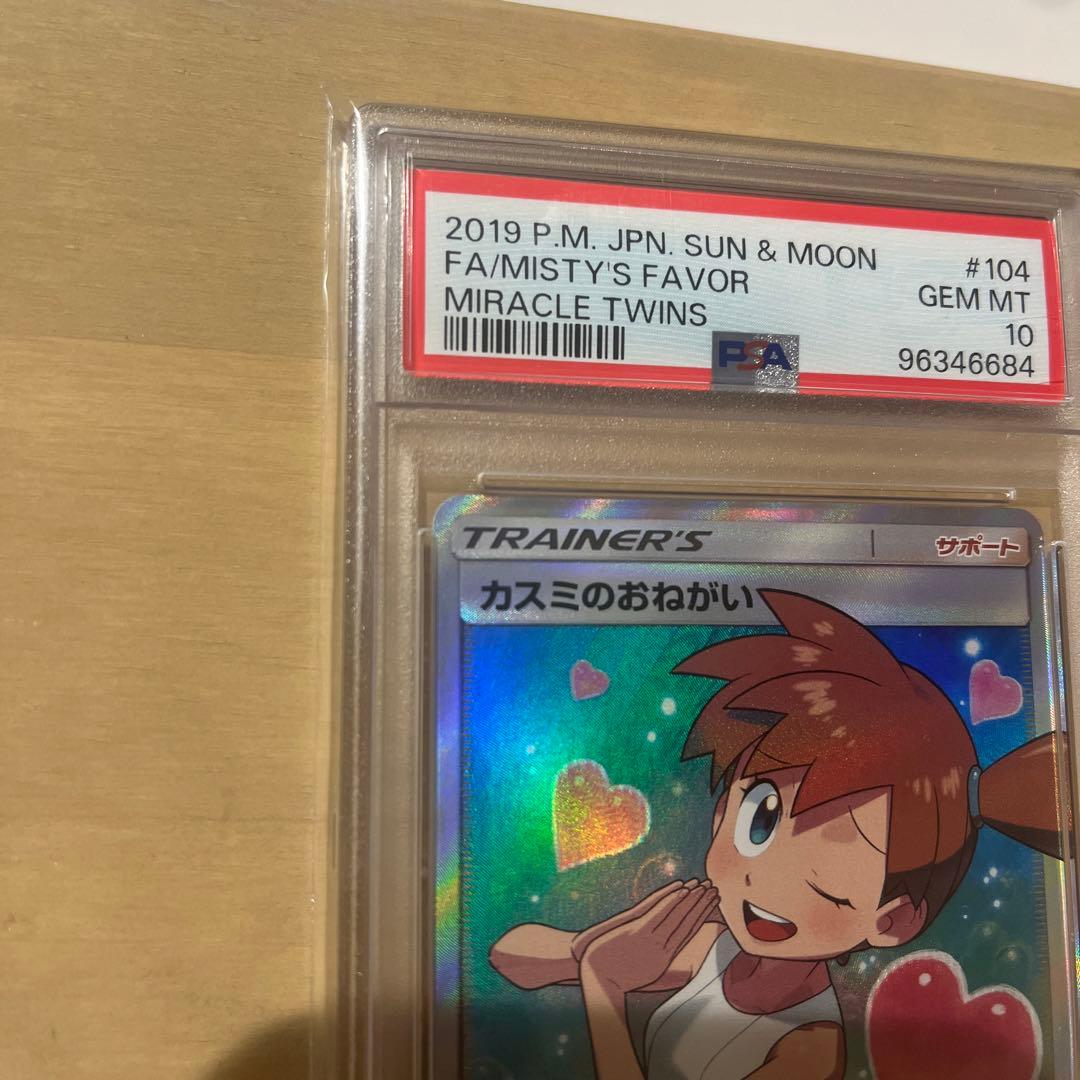 2019 P.M. JPN. SUN & MOON #104
FA/MISTY'S FAVOR GEM MT
MIRACLE TWINS 10
PSA 96346684
TRAINER'S サポート
カスミのおねがい